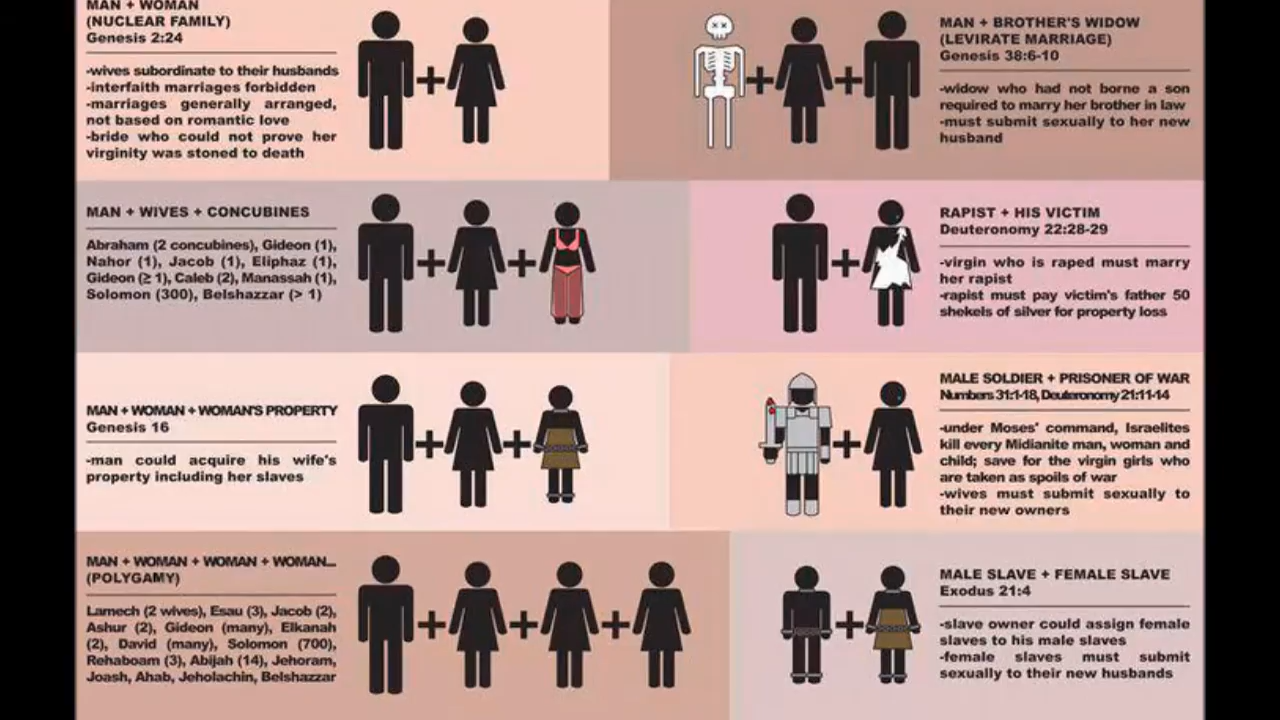 MAN + WOMAN
(NUCLEAR FAMILY)
Genesis 2:24
-wives subordinate to their husbands
-interfaith marriages forbidden
-marriages generally arranged,
not based on romantic love
-bride who could not prove her
virginity was stoned to death
MAN + BROTHER'S WIDOW
(LEVIRATE MARRIAGE)
Genesis 38:6-10
-widow who had not borne a son
required to marry her brother in law
-must submit sexually to her new
husband
MAN + WIVES + CONCUBINES
Abraham (2 concubines), Gideon (1),
Nahor (1), Jacob (1), Eliphaz (1),
Gideon (≥ 1), Caleb (2), Manassah (1),
Solomon (300), Belshazzar (> 1)
RAPIST + HIS VICTIM
Deuteronomy 22:28-29
-virgin who is raped must marry
her rapist
-rapist must pay victim's father 50
shekels of silver for property loss
MAN + WOMAN + WOMAN'S PROPERTY
Genesis 16
-man could acquire his wife's
property including her slaves
MALE SOLDIER + PRISONER OF WAR
Numbers 31:1-18, Deuteronomy 21:11-14
-under Moses' command, Israelites
kill every Midianite man, woman and
child; save for the virgin girls who
are taken as spoils of war
-wives must submit sexually to
their new owners
MAN + WOMAN + WOMAN + WOMAN...
(POLYGAMY)
Lamech (2 wives), Esau (3), Jacob (2),
Ashur (2), Gideon (many), Elkanah
(2), David (many), Solomon (700),
Rehaboam (3), Abijah (14), Jehoram,
Joash, Ahab, Jeholachin, Belshazzar
MALE SLAVE + FEMALE SLAVE
Exodus 21:4
-slave owner could assign female
slaves to his male slaves
-female slaves must submit
sexually to their new husbands